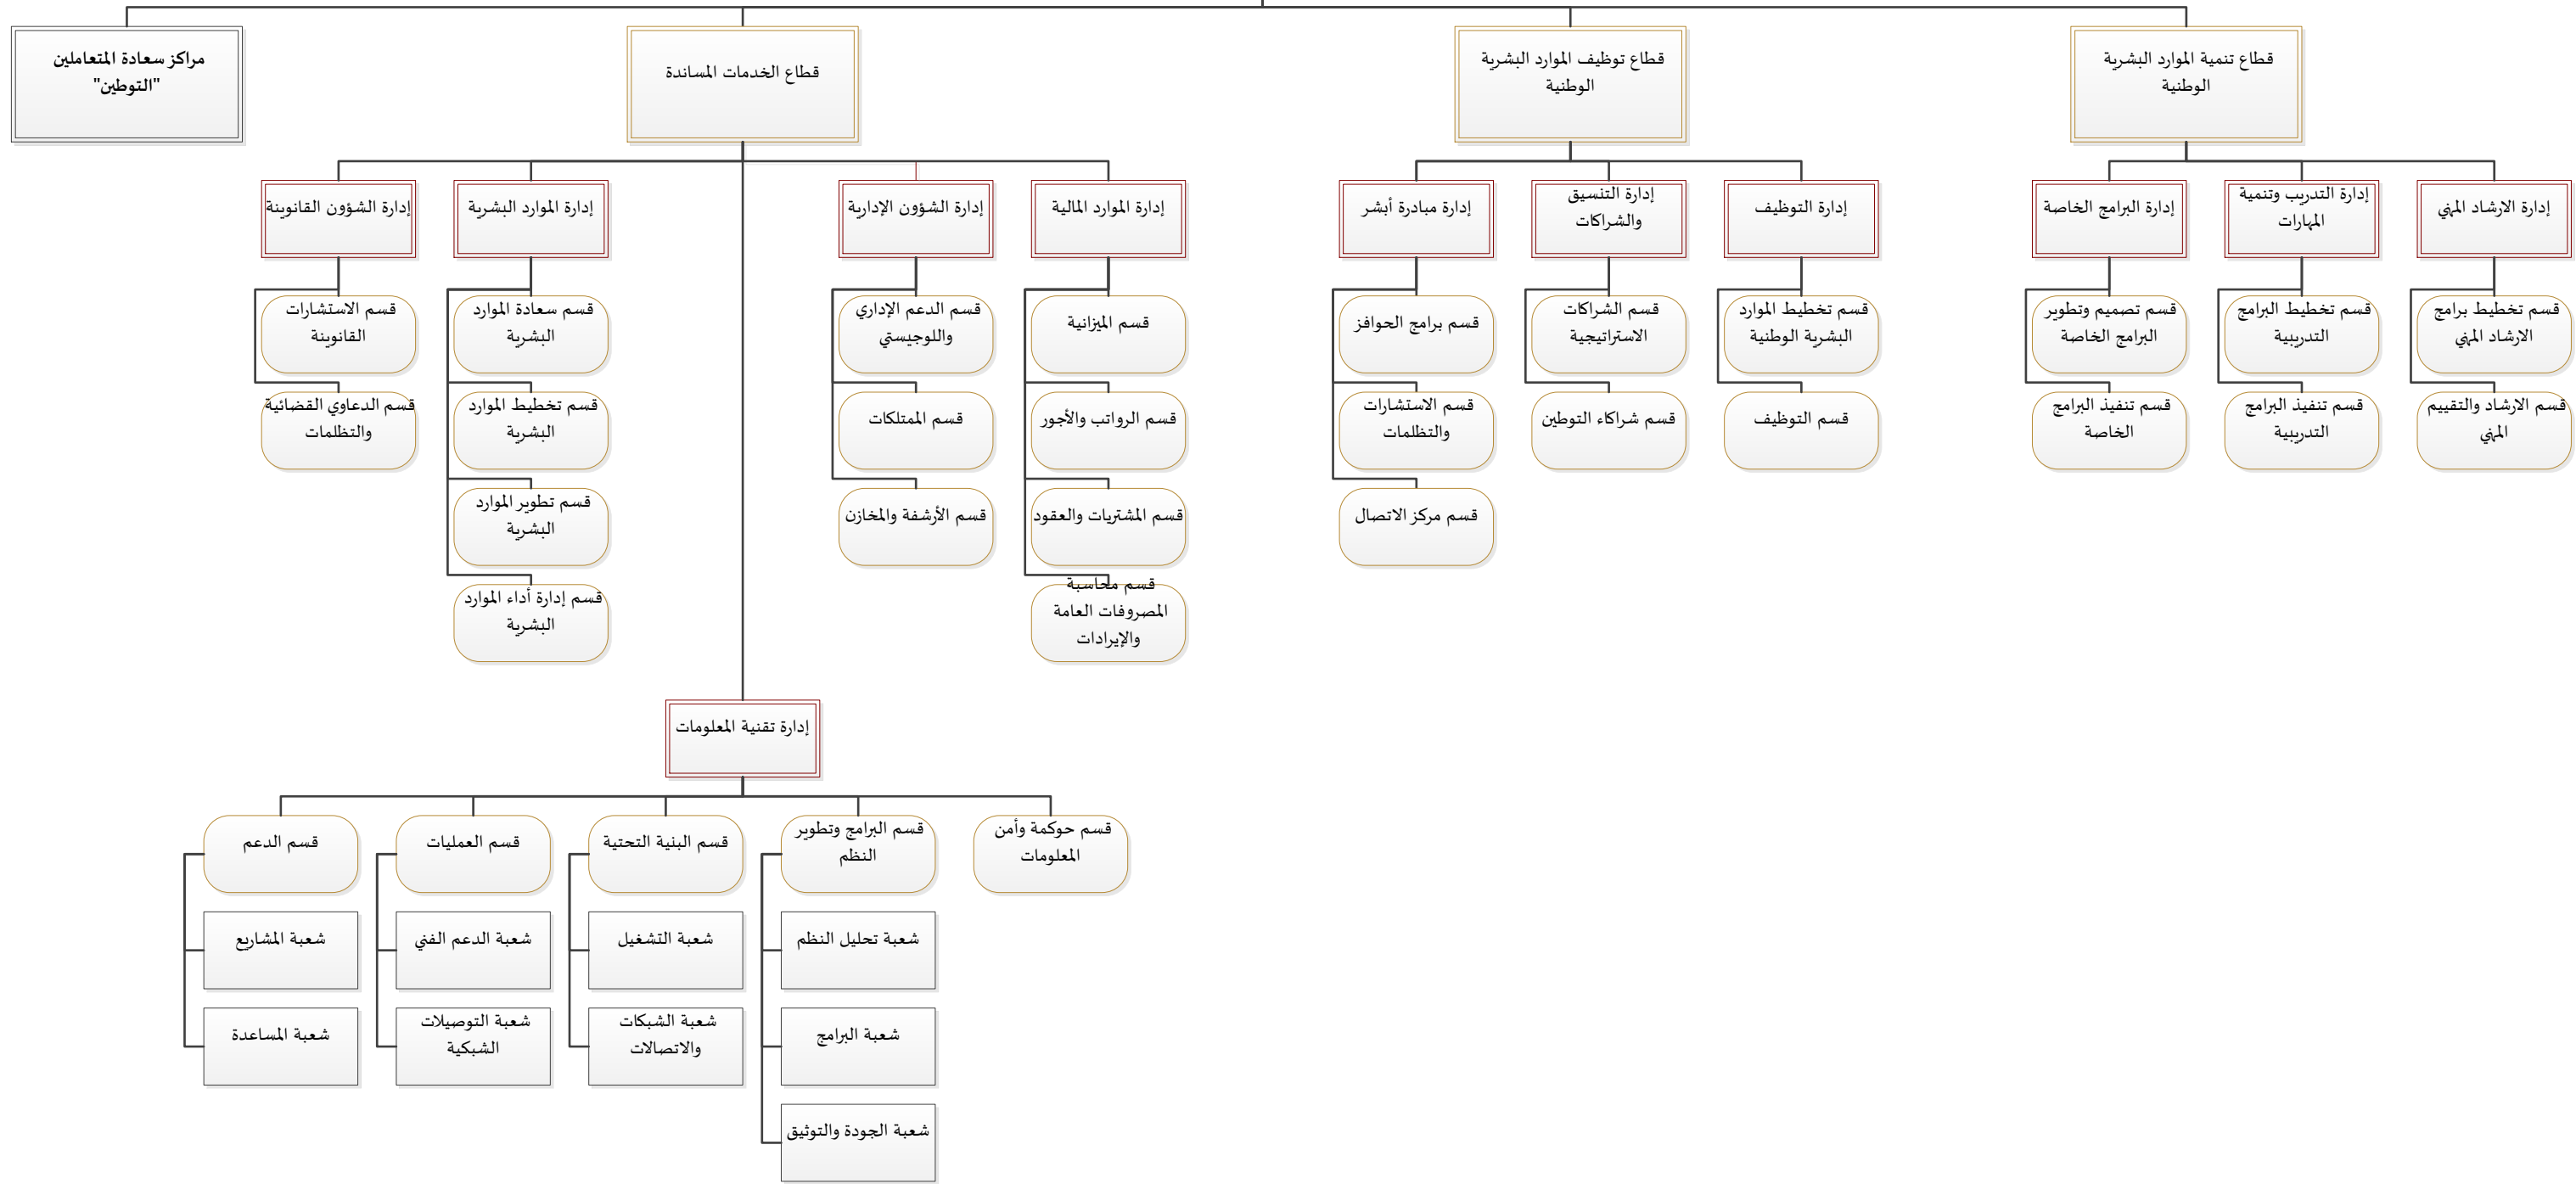 قطاع تنمية الموارد البشرية
الوطنية
قطاع توظيف الموارد البشرية
الوطنية
قطاع الخدمات المساندة
مراكز سعادة المتعاملين
"التوطين"
إدارة الارشاد المهني
إدارة التدريب وتنمية
المهارات
إدارة البرامج الخاصة
إدارة التوظيف
إدارة التنسيق
والشراكات
إدارة مبادرة أبشر
إدارة الموارد المالية
إدارة الشؤون الإدارية
إدارة الموارد البشرية
إدارة الشؤون القانوينة
قسم تخطيط برامج
الارشاد المهني
قسم تخطيط البرامج
التدريبية
قسم تصميم وتطوير
البرامج الخاصة
قسم تخطيط الموارد
البشرية الوطنية
قسم الشراكات
الاستراتيجية
قسم برامج الحوافز
قسم الميزانية
قسم الدعم الإداري
واللوجيستي
قسم سعادة الموارد
البشرية
قسم الاستشارات
القانوينة
قسم الارشاد والتقييم
المهني
قسم تنفيذ البرامج
التدريبية
قسم تنفيذ البرامج
الخاصة
قسم التوظيف
قسم شراكاء التوطين
قسم الاستشارات
والتظلمات
قسم الرواتب والأجور
قسم الممتلكات
قسم تخطيط الموارد
البشرية
قسم الدعاوي القضائية
والتظلمات
قسم مركز الاتصال
قسم المشتريات والعقود
قسم الأرشفة والمخازن
قسم تطوير الموارد
البشرية
قسم محاسبة
المصروفات العامة
والإيرادات
قسم إدارة أداء الموارد
البشرية
إدارة تقنية المعلومات
قسم حوكمة وأمن
المعلومات
قسم البرامج وتطوير
النظم
قسم البنية التحتية
قسم العمليات
قسم الدعم
شعبة تحليل النظم
شعبة التشغيل
شعبة الدعم الفني
شعبة المشاريع
شعبة البرامج
شعبة الشبكات
والاتصالات
شعبة التوصيلات
الشبكية
شعبة المساعدة
شعبة الجودة والتوثيق